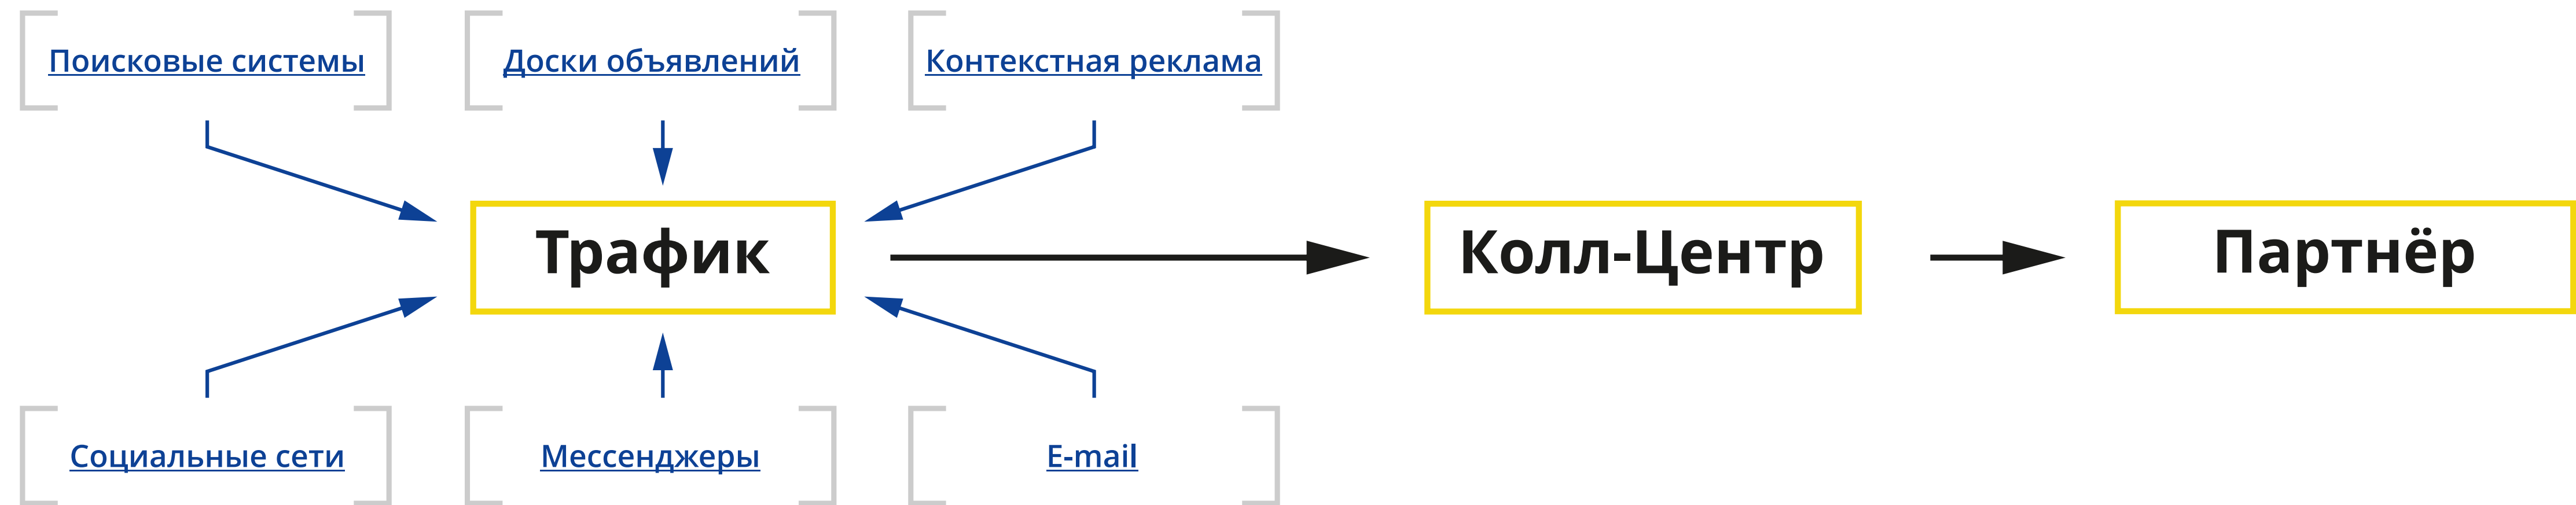 Поисковые системы
Доски объявлений
Контекстная реклама
Трафик
Колл-Центр
Партнёр
Социальные сети
Мессенджеры
E-mail